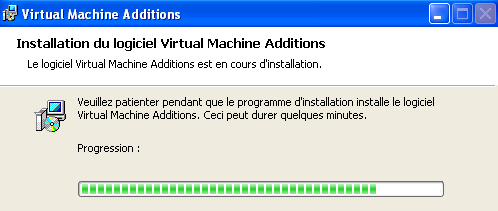 Virtual Machine Additions
Installation du logiciel Virtual Machine Additions
Le logiciel Virtual Machine Additions est en cours d'installation.
Veuillez patienter pendant que le programme d'installation installe le logiciel
Virtual Machine Additions. Ceci peut durer quelques minutes.
Progression :